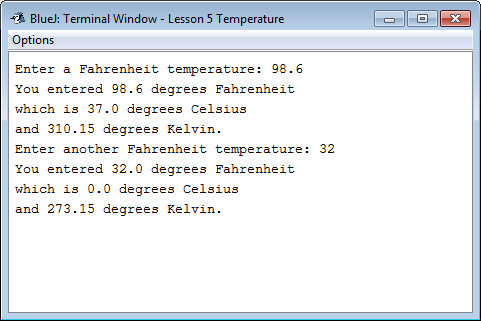 BlueJ: Terminal Window - Lesson 5 Temperature
Options
Enter a Fahrenheit temperature: 98.6
You entered 98.6 degrees Fahrenheit
which is 37.0 degrees Celsius
and 310.15 degrees Kelvin.
Enter another Fahrenheit temperature: 32
You entered 32.0 degrees Fahrenheit
which is 0.0 degrees Celsius
and 273.15 degrees Kelvin.